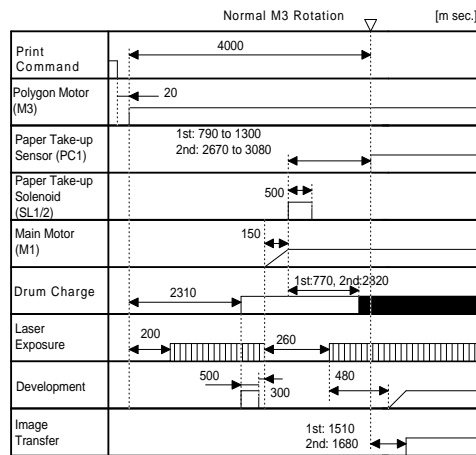 Normal M3 Rotation [m sec.]
Print
Command
4000
Polygon Motor
(M3)
20
Paper Take-up
Sensor (PC1)
1st: 790 to 1300
2nd: 2670 to 3080
Paper Take-up
Solenoid
(SL1/2)
500
Main Motor
(M1)
150
Drum Charge
2310
1st:770, 2nd:2820
Laser
Exposure
200
260
Development
500
300
480
Image
Transfer
1st: 1510
2nd: 1680